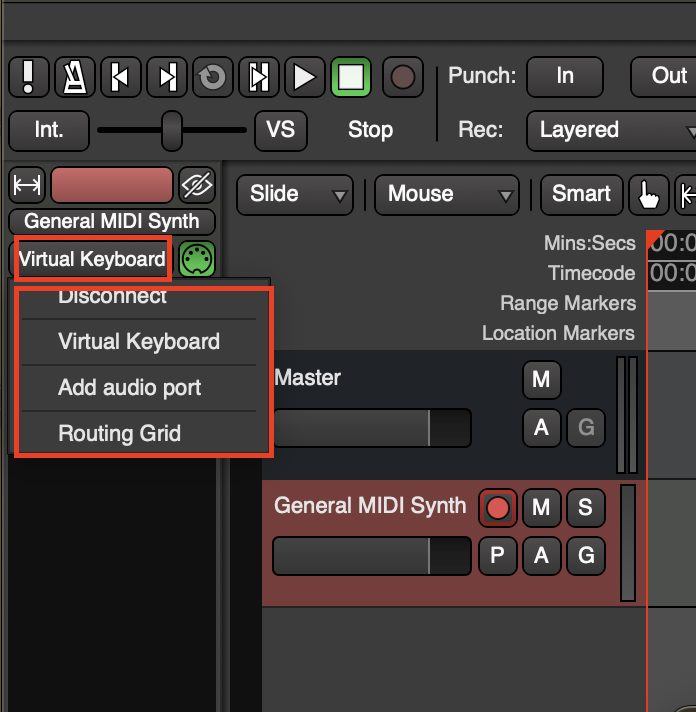 Punch:
In
Out
Int.
VS
Stop
Rec:
Layered
Slide
Mouse
Smart
General MIDI Synth
Virtual Keyboard
Disconnect
Virtual Keyboard
Add audio port
Routing Grid
Mins:Secs
00:0
Timecode
00:0
Range Markers
Location Markers
Master
M
A
G
General MIDI Synth
M
S
P
A
G